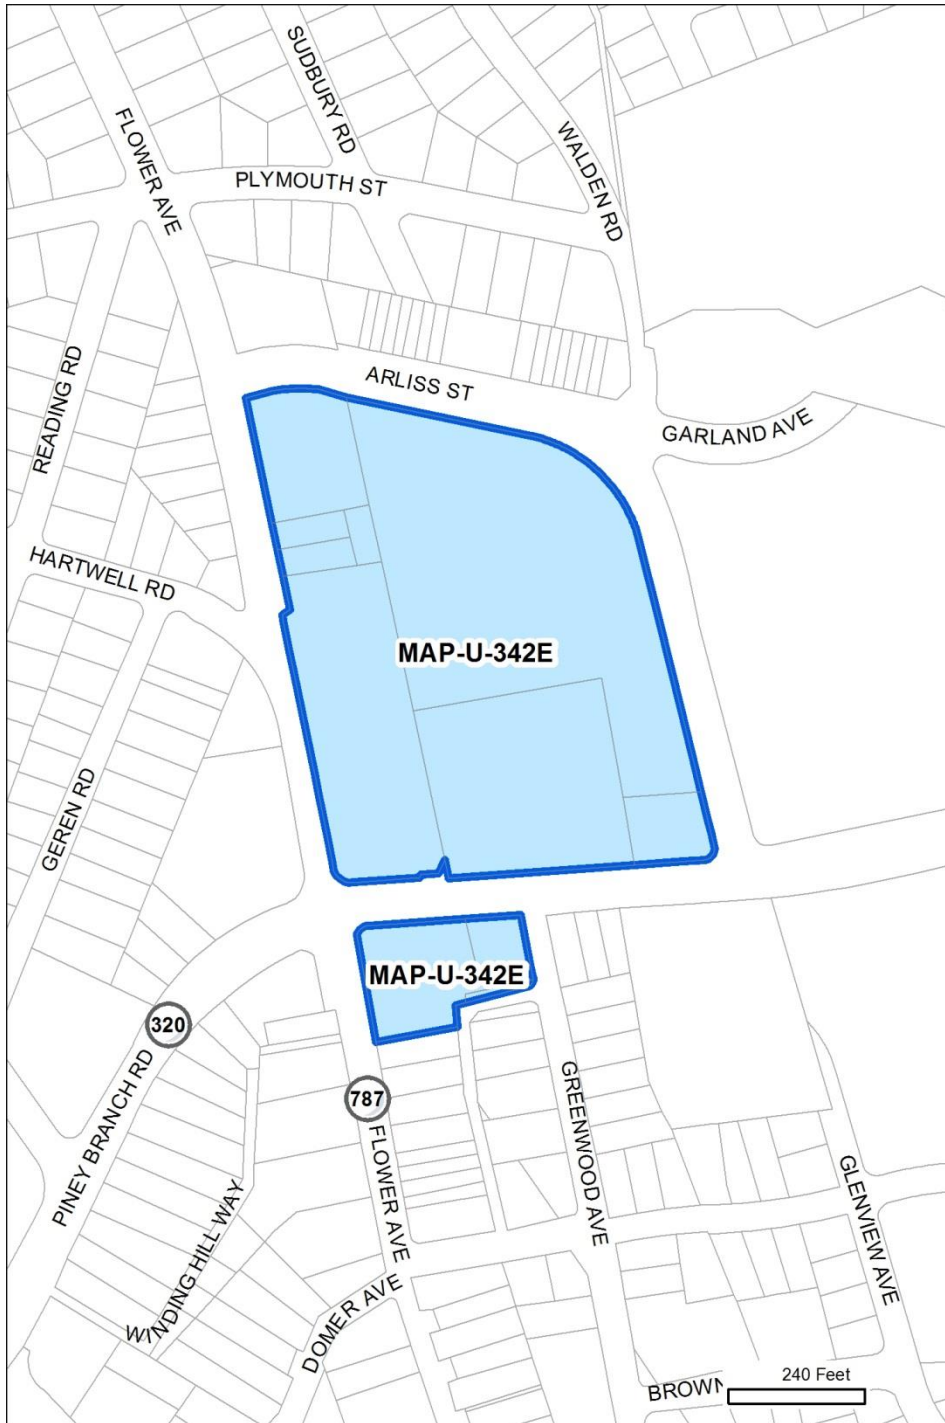 SUDBURY RD
FLOWER AVE
WALDEN RD
PLYMOUTH ST
READING RD
ARLISS ST
GARLAND AVE
HARTWELL RD
MAP-U-342E
GEREN RD
MAP-U-342E
320
PINEY BRANCH RD
787
FLOWER AVE
GREENWOOD AVE
WINDING HILL WAY
GLENVIEW AVE
DOMER AVE
240 Feet
BROWN